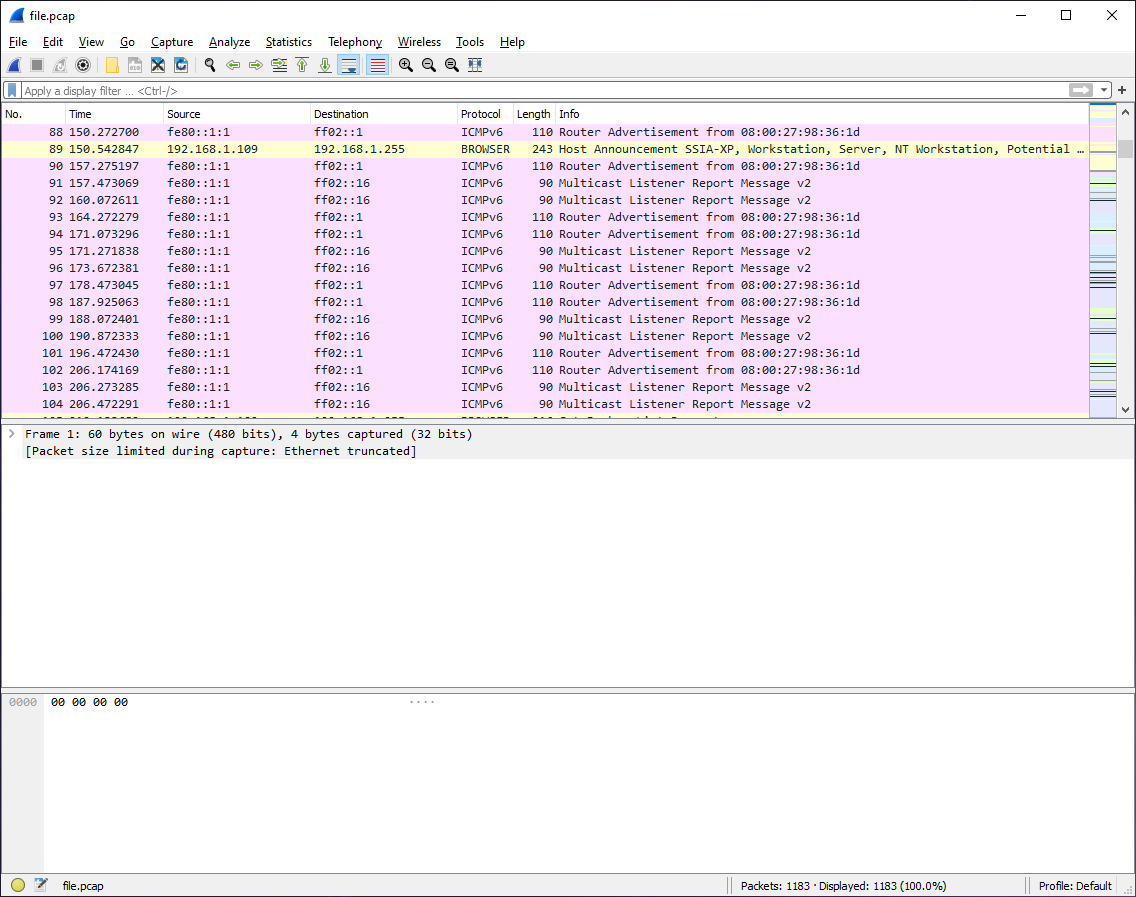 file.pcap
File Edit View Go Capture Analyze Statistics Telephony Wireless Tools Help
Apply a display filter ... <Ctrl-/>
No. Time Source Destination Protocol Length Info
88 150.272700 fe80::1:1 ff02::1 ICMPv6 110 Router Advertisement from 08:00:27:98:36:1d
89 150.542847 192.168.1.109 192.168.1.255 BROWSER 243 Host Announcement SSIA-XP, Workstation, Server, NT Workstation, Potential …
90 157.275197 fe80::1:1 ff02::1 ICMPv6 110 Router Advertisement from 08:00:27:98:36:1d
91 157.473069 fe80::1:1 ff02::16 ICMPv6 90 Multicast Listener Report Message v2
92 160.072611 fe80::1:1 ff02::16 ICMPv6 90 Multicast Listener Report Message v2
93 164.272279 fe80::1:1 ff02::1 ICMPv6 110 Router Advertisement from 08:00:27:98:36:1d
94 171.073296 fe80::1:1 ff02::1 ICMPv6 110 Router Advertisement from 08:00:27:98:36:1d
95 171.271838 fe80::1:1 ff02::16 ICMPv6 90 Multicast Listener Report Message v2
96 173.672381 fe80::1:1 ff02::16 ICMPv6 90 Multicast Listener Report Message v2
97 178.473045 fe80::1:1 ff02::1 ICMPv6 110 Router Advertisement from 08:00:27:98:36:1d
98 187.925063 fe80::1:1 ff02::1 ICMPv6 110 Router Advertisement from 08:00:27:98:36:1d
99 188.072401 fe80::1:1 ff02::16 ICMPv6 90 Multicast Listener Report Message v2
100 190.872333 fe80::1:1 ff02::16 ICMPv6 90 Multicast Listener Report Message v2
101 196.472430 fe80::1:1 ff02::1 ICMPv6 110 Router Advertisement from 08:00:27:98:36:1d
102 206.174169 fe80::1:1 ff02::1 ICMPv6 110 Router Advertisement from 08:00:27:98:36:1d
103 206.273285 fe80::1:1 ff02::16 ICMPv6 90 Multicast Listener Report Message v2
104 206.472291 fe80::1:1 ff02::16 ICMPv6 90 Multicast Listener Report Message v2
Frame 1: 60 bytes on wire (480 bits), 4 bytes captured (32 bits)
[Packet size limited during capture: Ethernet truncated]
0000 00 00 00 00 ····
file.pcap Packets: 1183 · Displayed: 1183 (100.0%) Profile: Default